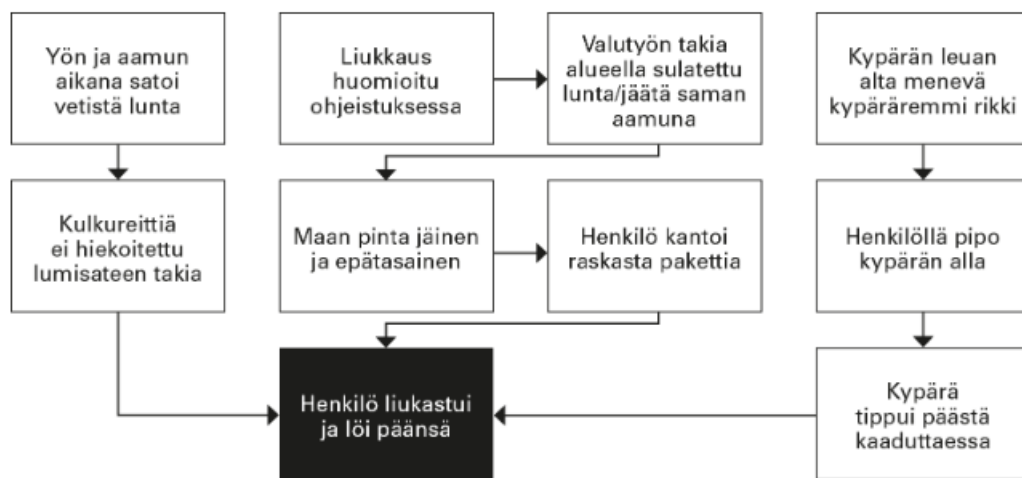 Yön ja aamun
aikana satoi
vetistä lunta
Liukkaus
huomioitu
ohjeistuksessa
Valutyön takia
alueella sulatettu
lunta/jäätä saman
aamuna
Kypärän leuan
alta menevä
kypäräremmi rikki
Kulkureittiä
ei hiekoitettu
lumisateen takia
Maan pinta jäinen
ja epätasainen
Henkilö kantoi
raskasta pakettia
Henkilöllä pipo
kypärän alla
Henkilö liukastui
ja löi päänsä
Kypärä
tippui päästä
kaaduttaessa